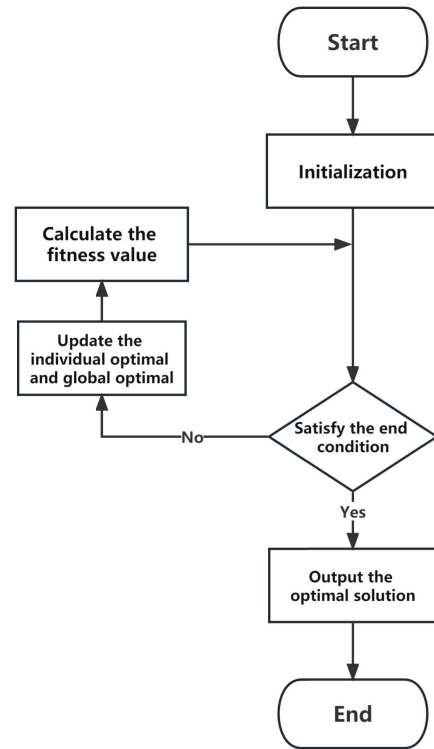 Start
Initialization
Calculate the
fitness value
Update the
individual optimal
and global optimal
Satisfy the end
condition
No
Yes
Output the
optimal solution
End